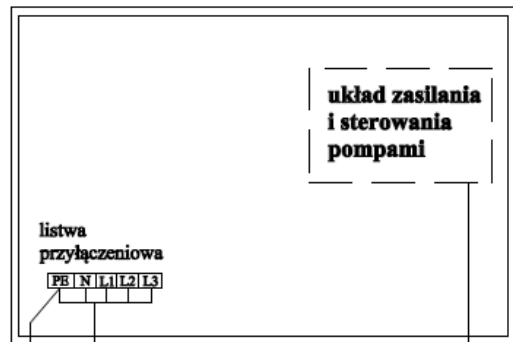 układ zasilania
i sterowania
pompami
listwa
przyłączeniowa
PE N L1 L2 L3